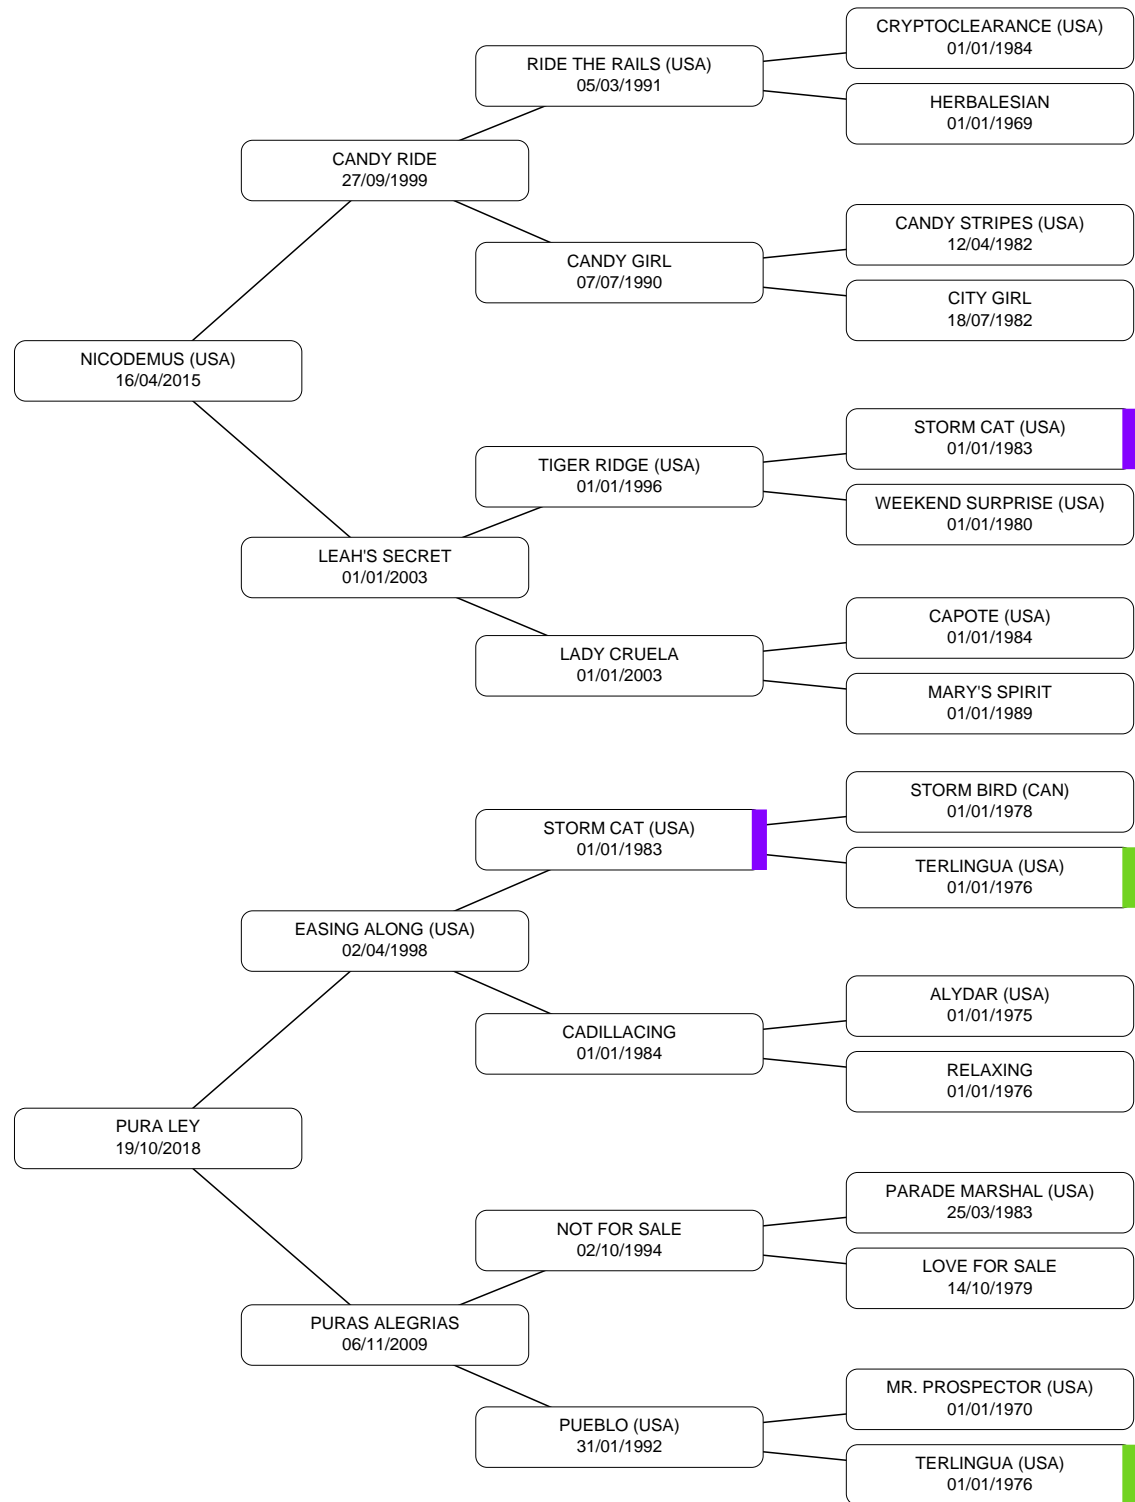 CRYPTOCLEARANCE (USA)
01/01/1984
RIDE THE RAILS (USA)
05/03/1991
HERBALESIAN
01/01/1969
CANDY RIDE
27/09/1999
CANDY STRIPES (USA)
12/04/1982
CANDY GIRL
07/07/1990
CITY GIRL
18/07/1982
NICODEMUS (USA)
16/04/2015
STORM CAT (USA)
01/01/1983
TIGER RIDGE (USA)
01/01/1996
WEEKEND SURPRISE (USA)
01/01/1980
LEAH'S SECRET
01/01/2003
CAPOTE (USA)
01/01/1984
LADY CRUELA
01/01/2003
MARY'S SPIRIT
01/01/1989
STORM BIRD (CAN)
01/01/1978
STORM CAT (USA)
01/01/1983
TERLINGUA (USA)
01/01/1976
EASING ALONG (USA)
02/04/1998
ALYDAR (USA)
01/01/1975
CADILLACING
01/01/1984
RELAXING
01/01/1976
PURA LEY
19/10/2018
PARADE MARSHAL (USA)
25/03/1983
NOT FOR SALE
02/10/1994
LOVE FOR SALE
14/10/1979
PURAS ALEGRIAS
06/11/2009
MR. PROSPECTOR (USA)
01/01/1970
PUEBLO (USA)
31/01/1992
TERLINGUA (USA)
01/01/1976